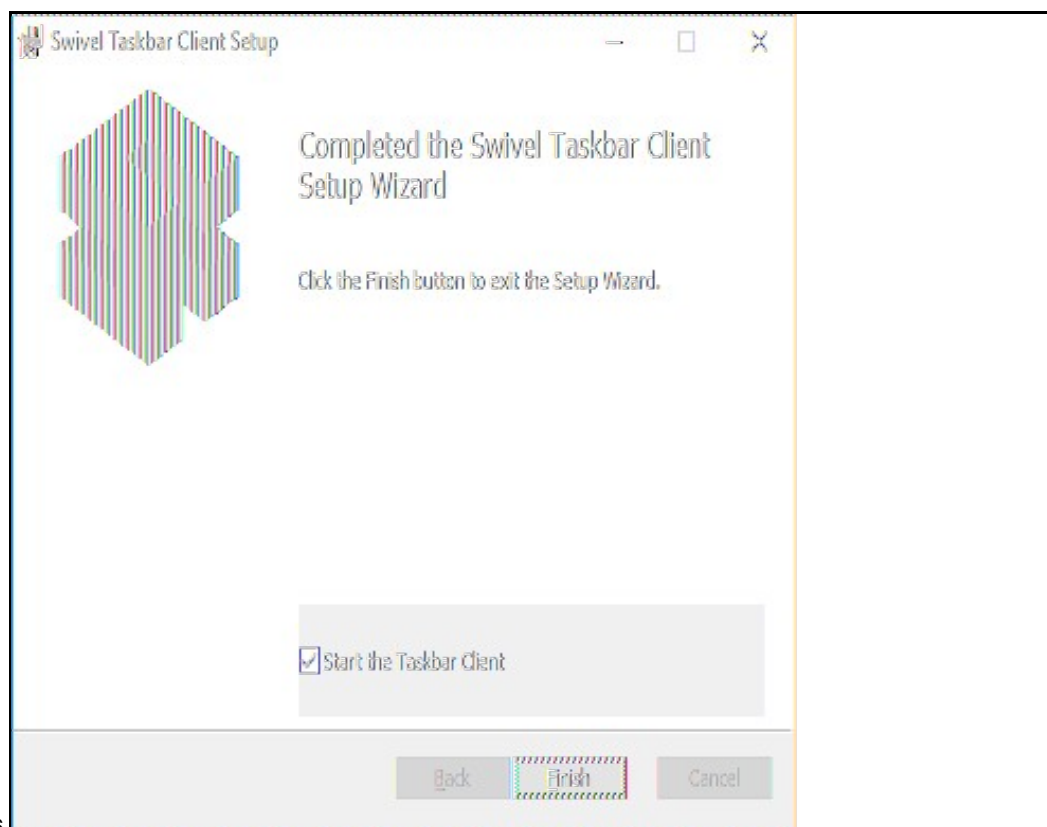 Swivel Taskbar Client Setup
Completed the Swivel Taskbar Client
Setup Wizard
Click the Finish button to exit the Setup Wizard.
Start the Taskbar Client
Back
Finish
Cancel